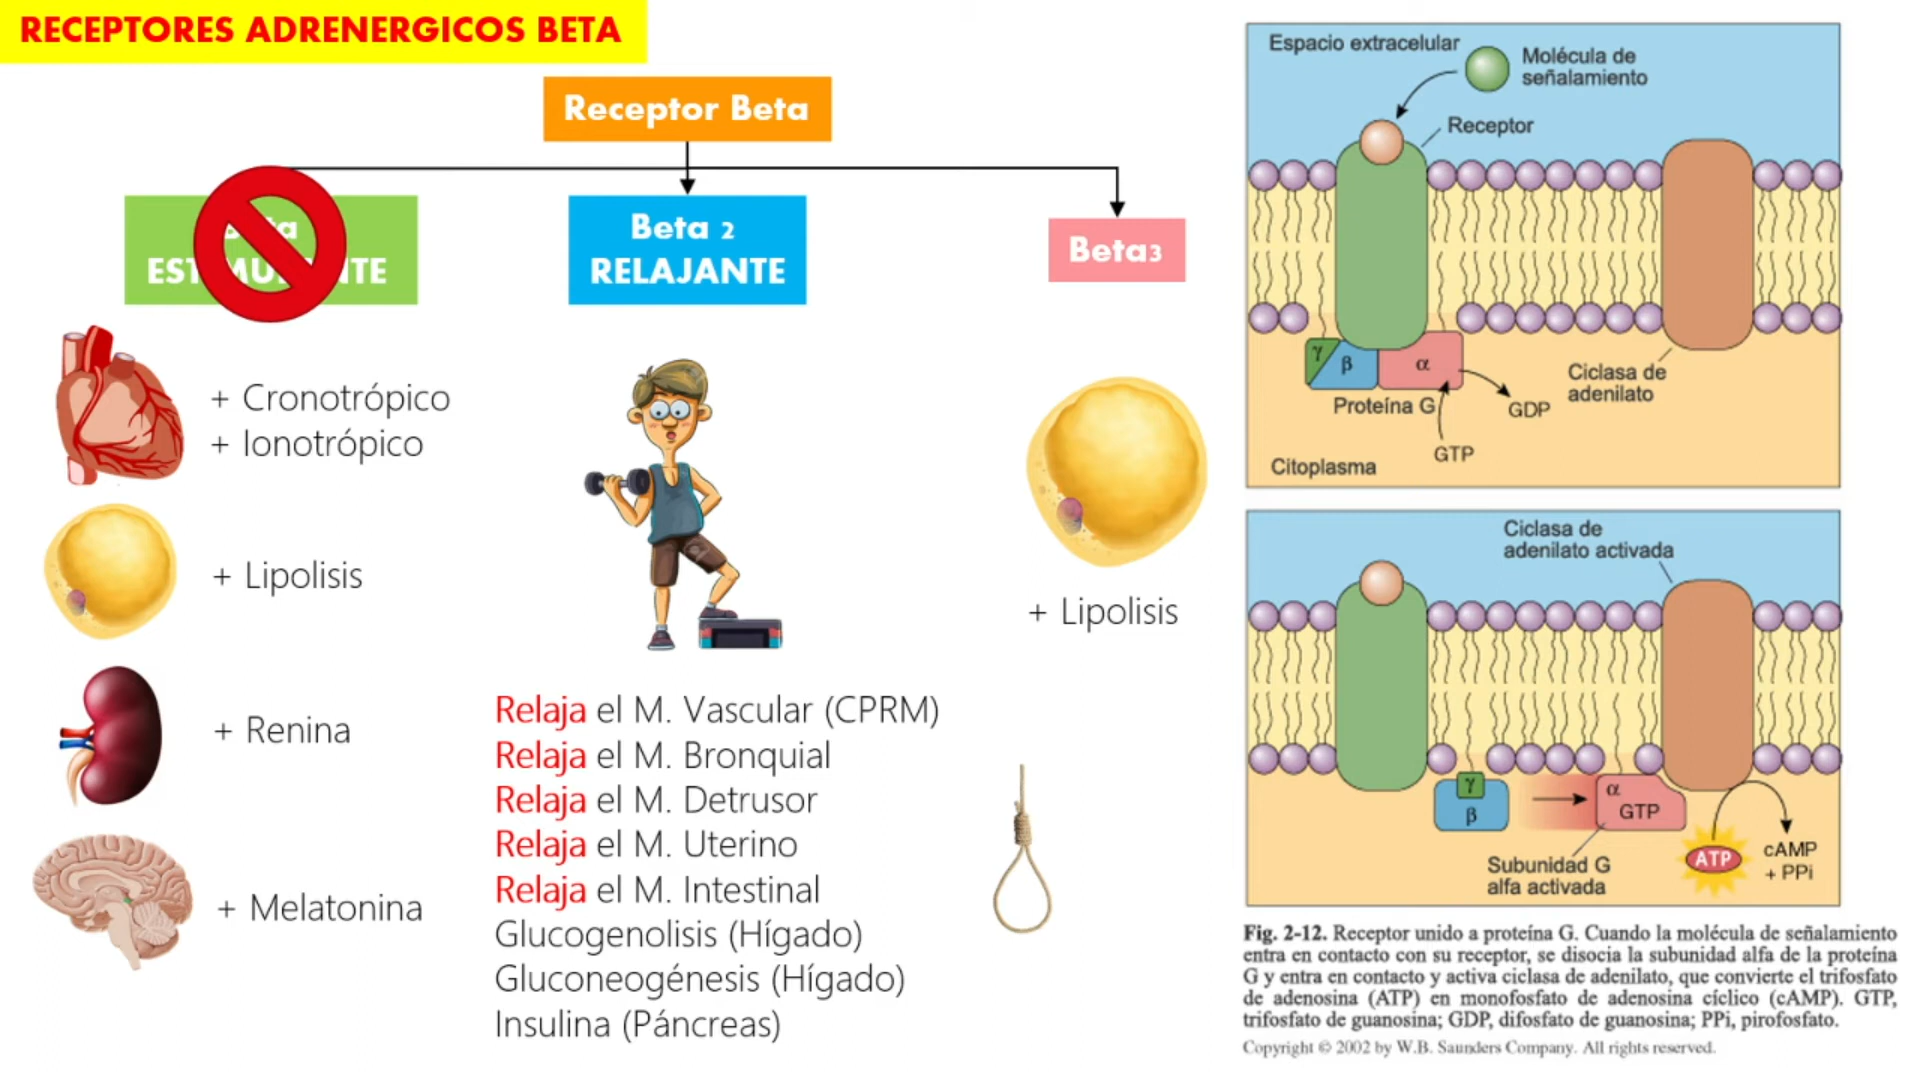 RECEPTORES ADRENERGICOS BETA
Receptor Beta
Beta 2
RELAJANTE
Beta3
+ Cronotrópico
+ Ionotrópico
+ Lipolisis
+ Renina
+ Melatonina
Relaja el M. Vascular (CPRM)
Relaja el M. Bronquial
Relaja el M. Detrusor
Relaja el M. Uterino
Relaja el M. Intestinal
Glucogenolisis (Hígado)
Gluconeogénesis (Hígado)
Insulina (Páncreas)
+ Lipolisis
Espacio extracelular
Molécula de
señalamiento
Receptor
γ
β
α
Proteína G
GDP
GTP
Ciclasa de
adenilato
Citoplasma
Ciclasa de
adenilato activada
γ
β
α
GTP
Subunidad G
alfa activada
ATP
cAMP
+ PPi
Fig. 2-12. Receptor unido a proteína G. Cuando la molécula de señalamiento
entra en contacto con su receptor, se disocia la subunidad alfa de la proteína
G y entra en contacto y activa ciclasa de adenilato, que convierte el trifosfato
de adenosina (ATP) en monofosfato de adenosina cíclico (cAMP). GTP,
trifosfato de guanosina; GDP, difosfato de guanosina; PPi, pirofosfato.
Copyright © 2002 by W.B. Saunders Company. All rights reserved.